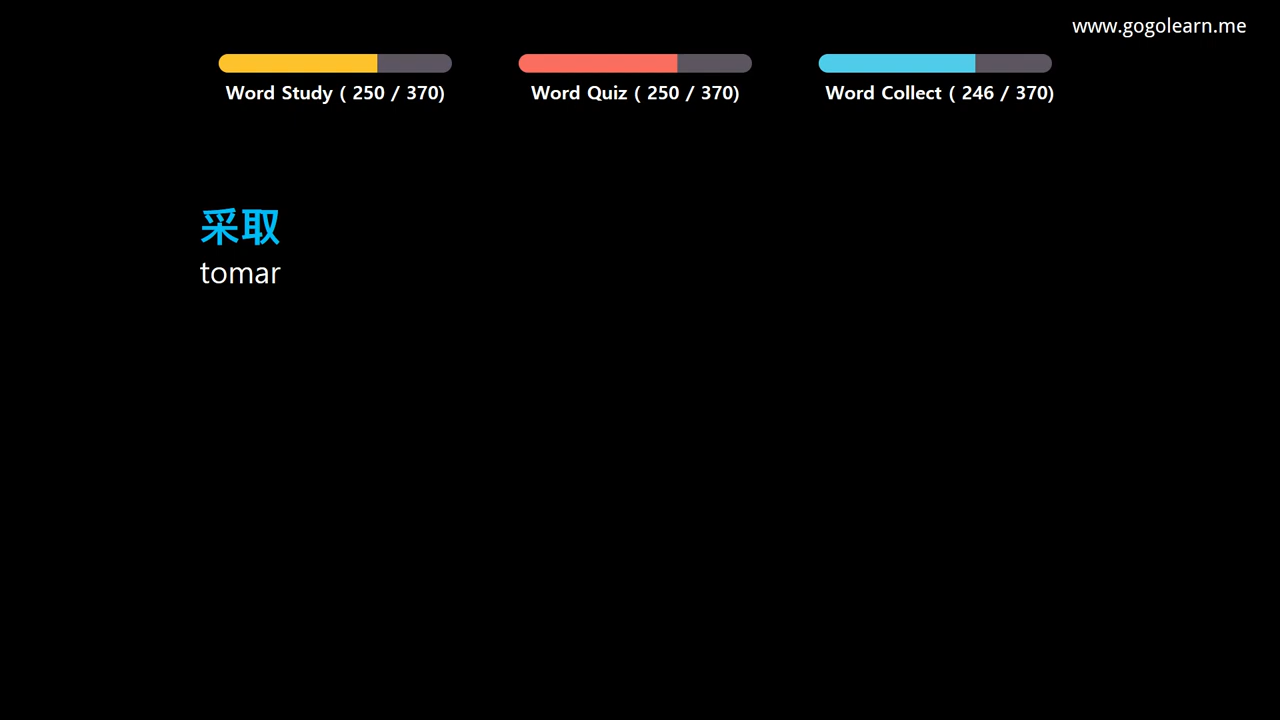 www.gogolearn.me
Word Study ( 250 / 370)
Word Quiz ( 250 / 370)
Word Collect ( 246 / 370)
采取
tomar